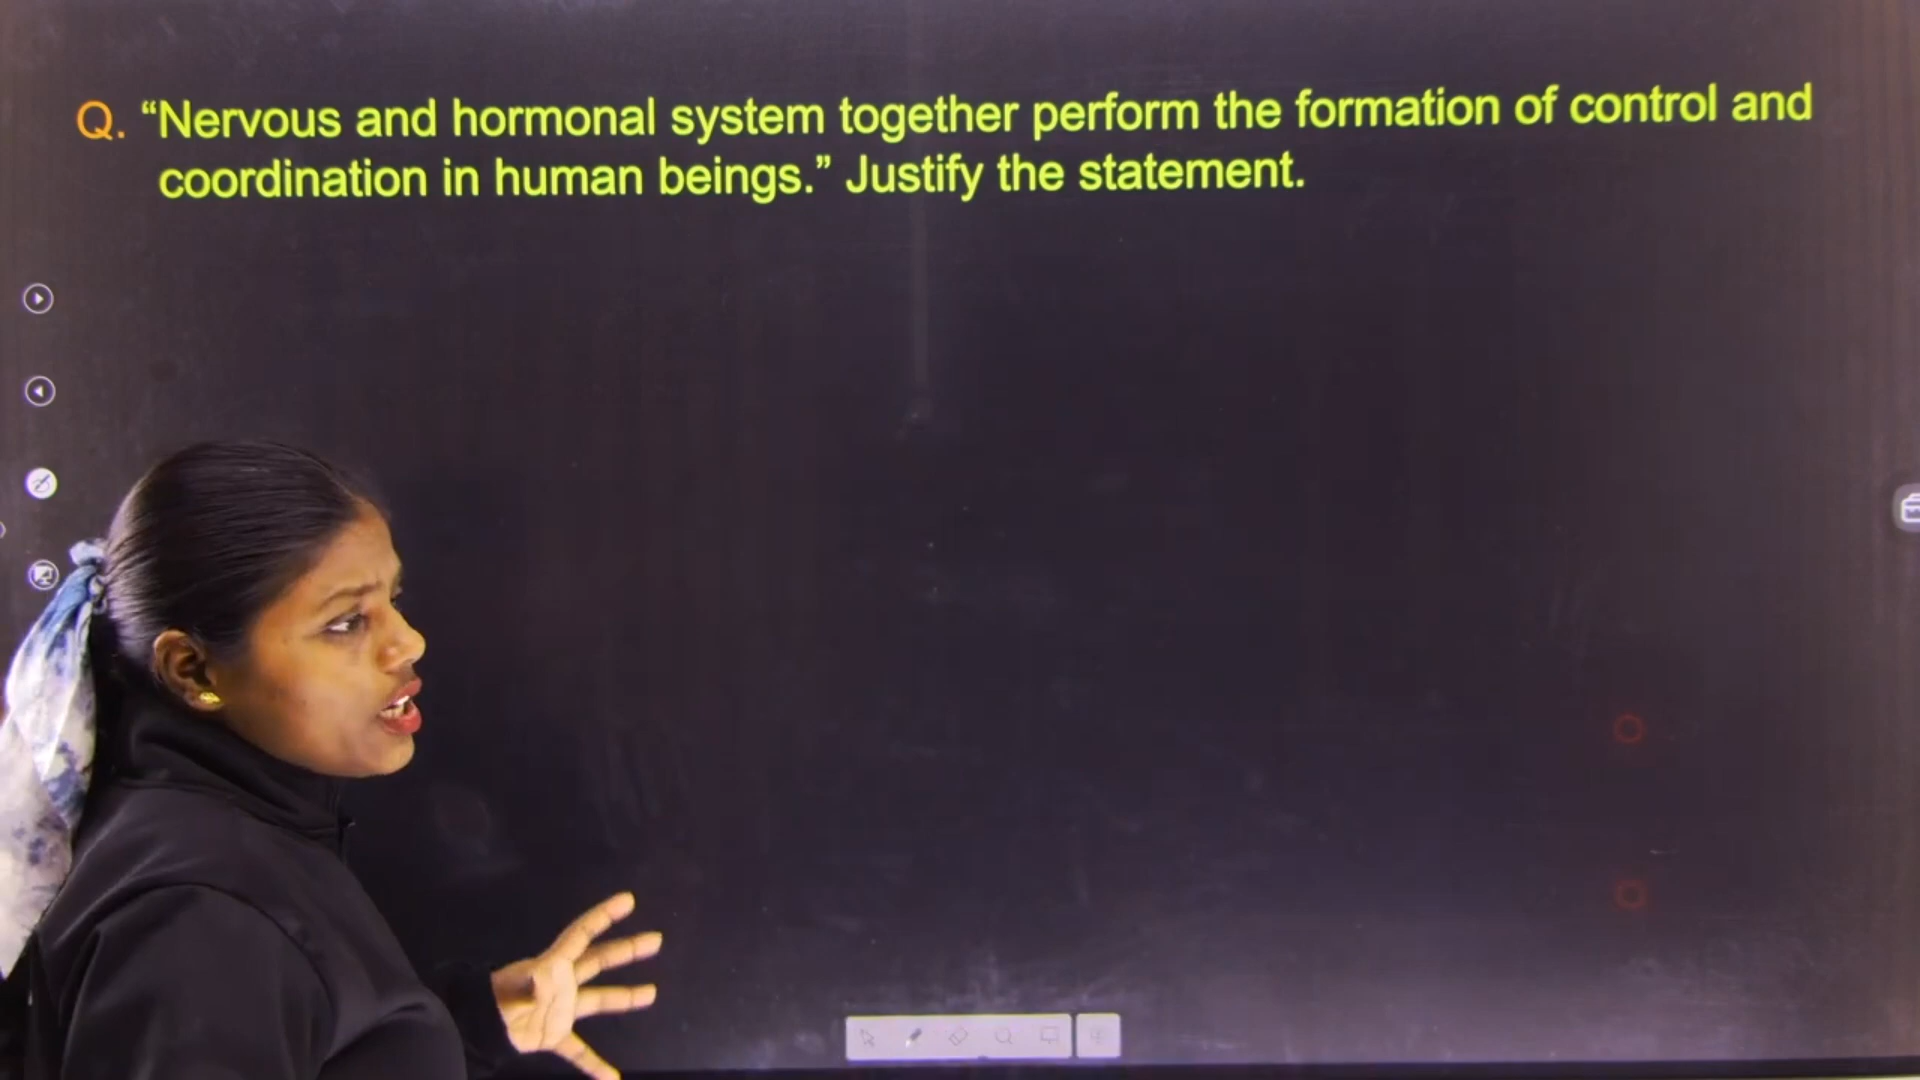 Q. “Nervous and hormonal system together perform the formation of control and
coordination in human beings.” Justify the statement.